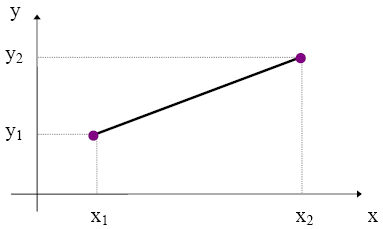 y
y₂
y₁
x₁ x₂ x